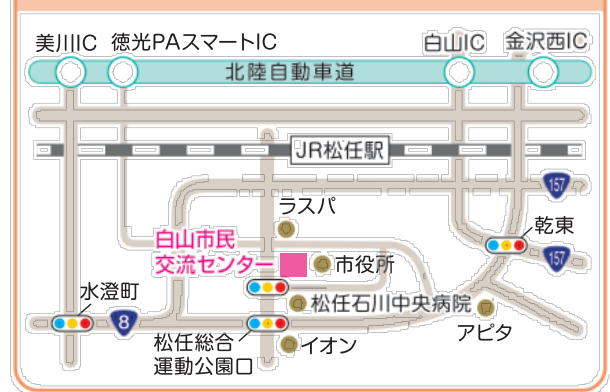 美川IC 徳光PAスマートIC 白山IC 金沢西IC
北陸自動車道
JR松任駅
157
ラスパ
乾東
白山市民
交流センター
市役所
157
水澄町
松任石川中央病院
8
アピタ
松任総合
運動公園口
イオン